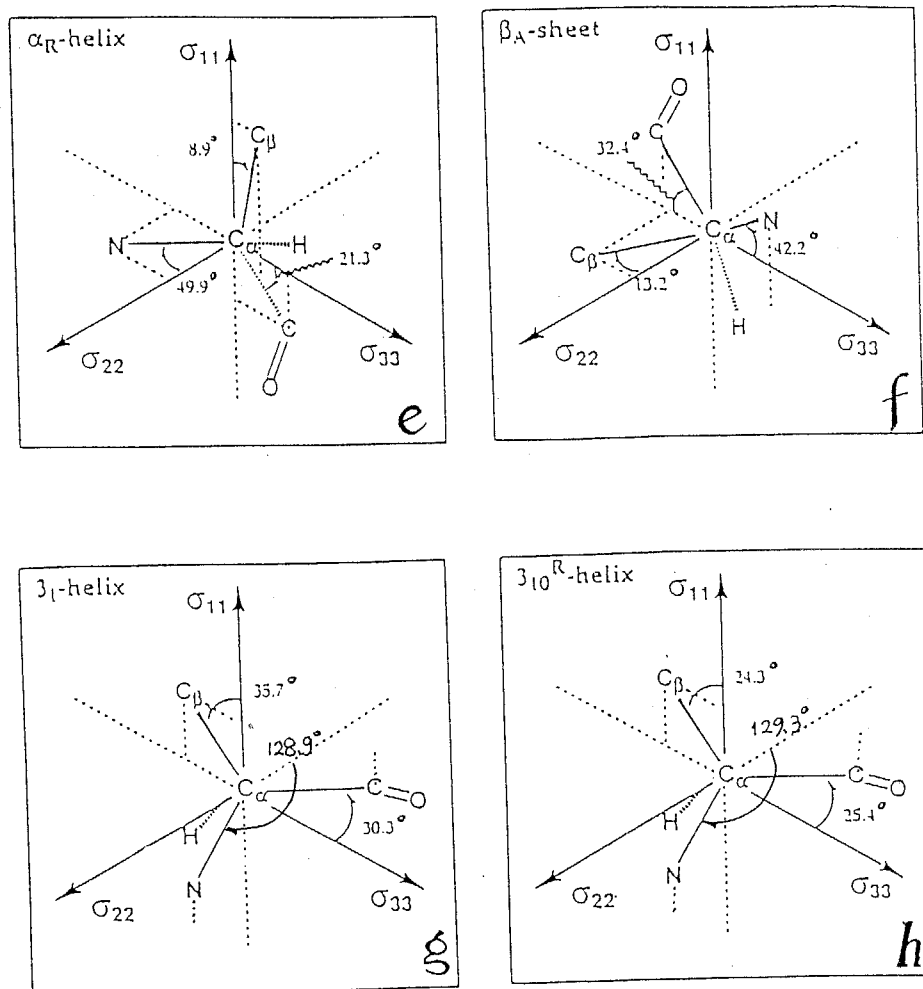 αR-helix
σ11
8.9°
Cβ
N
Cα
H
21.3°
49.9°
C
σ22
σ33
O
e
βA-sheet
σ11
O
C
32.4°
N
Cα
Cβ
42.2°
13.2°
H
σ22
σ33
f
31-helix
σ11
Cβ
35.7°
128.9°
Cα
C
O
H
30.3°
N
σ22
σ33
g
310R-helix
σ11
Cβ
24.3°
129.3°
Cα
C
O
H
25.4°
N
σ22
σ33
h